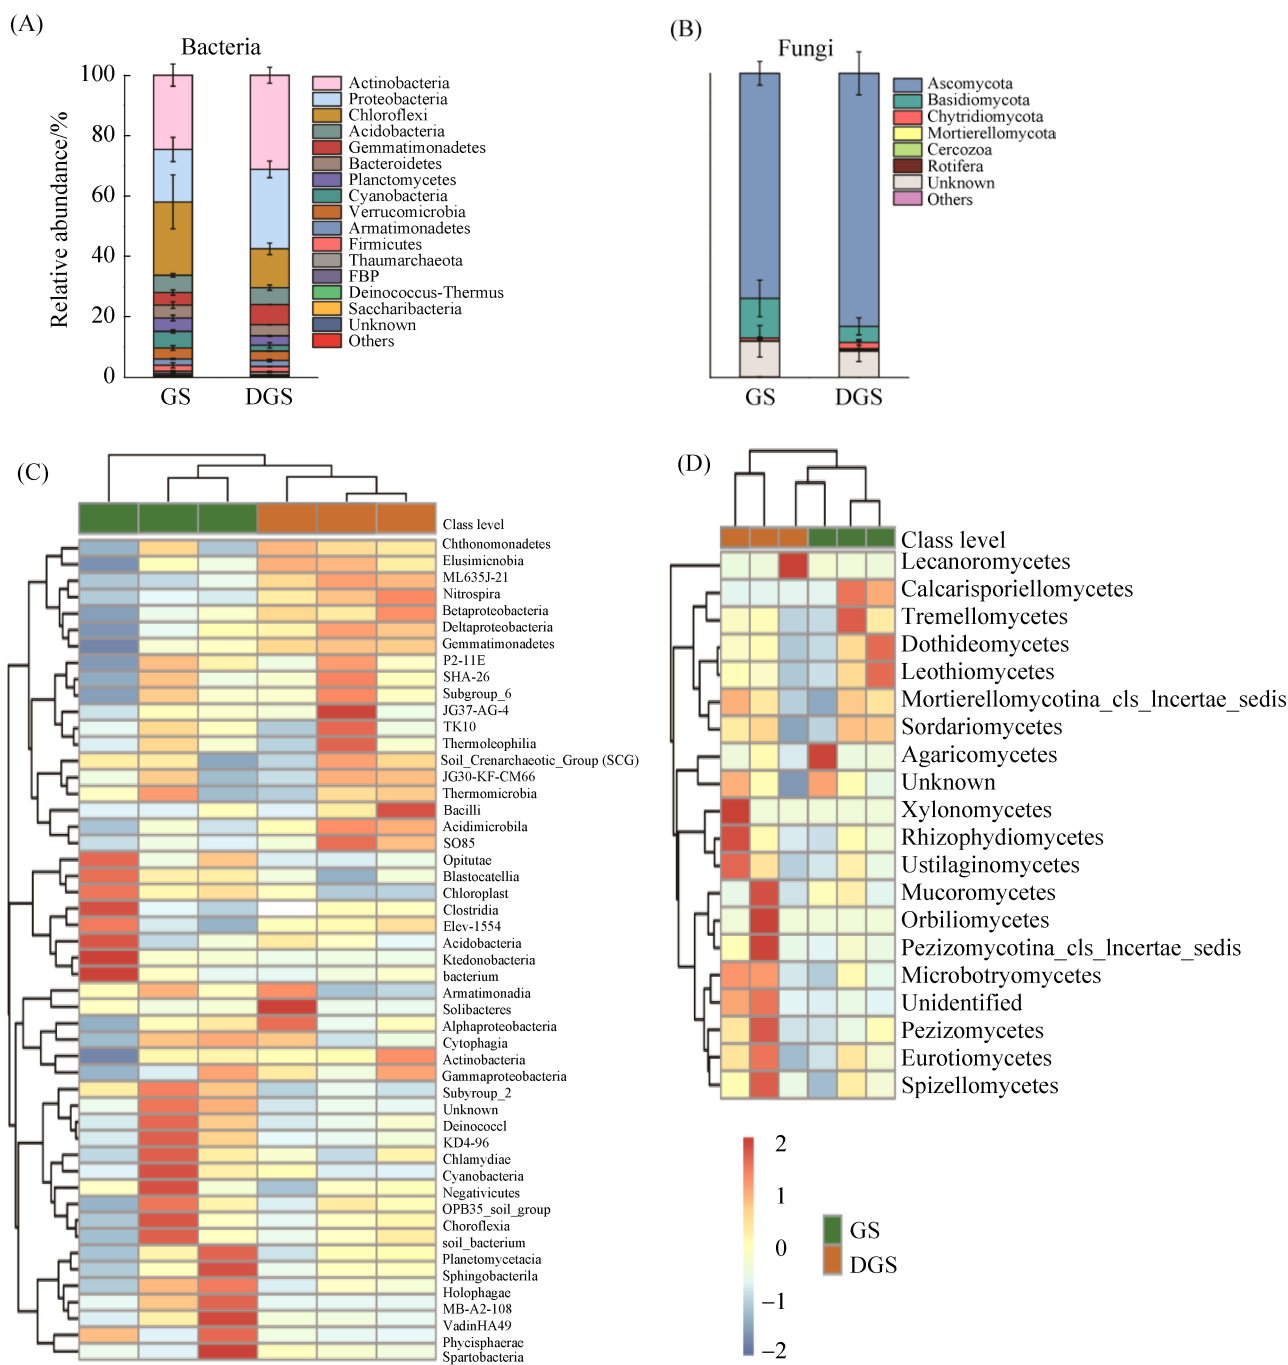 (A)
Bacteria
Relative abundance/%
100
80
60
40
20
0
GS
DGS
Actinobacteria
Proteobacteria
Chloroflexi
Acidobacteria
Gemmatimonadetes
Bacteroidetes
Planctomycetes
Cyanobacteria
Verrucomicrobia
Armatimonadetes
Firmicutes
Thaumarchaeota
FBP
Deinococcus-Thermus
Saccharibacteria
Unknown
Others
(B)
Fungi
GS
DGS
Ascomycota
Basidiomycota
Chytridiomycota
Mortierellomycota
Cercozoa
Rotifera
Unknown
Others
(C)
Class level
Chthonomonadetes
Elusimicnobia
ML635J-21
Nitrospira
Betaproteobacteria
Deltaproteobacteria
Gemmatimonadetes
P2-11E
SHA-26
Subgroup_6
JG37-AG-4
TK10
Thermoleophilia
Soil_Crenarchaeotic_Group (SCG)
JG30-KF-CM66
Thermomicrobia
Bacilli
Acidimicrobila
SO85
Opitutae
Blastocatellia
Chloroplast
Clostridia
Elev-1554
Acidobacteria
Ktedonobacteria
bacterium
Armatimonadia
Solibacteres
Alphaproteobacteria
Cytophagia
Actinobacteria
Gammaproteobacteria
Subyroup_2
Unknown
Deinococcl
KD4-96
Chlamydiae
Cyanobacteria
Negativicutes
OPB35_soil_group
Choroflexia
soil_bacterium
Planetomycetacia
Sphingobacterila
Holophagae
MB-A2-108
VadinHA49
Phycisphaerae
Spartobacteria
(D)
Class level
Lecanoromycetes
Calcarisporiellomycetes
Tremellomycetes
Dothideomycetes
Leothiomycetes
Mortierellomycotina_cls_lncertae_sedis
Sordariomycetes
Agaricomycetes
Unknown
Xylonomycetes
Rhizophydiomycetes
Ustilaginomycetes
Mucoromycetes
Orbiliomycetes
Pezizomycotina_cls_lncertae_sedis
Microbotryomycetes
Unidentified
Pezizomycetes
Eurotiomycetes
Spizellomycetes
2
1
0
−1
−2
GS
DGS